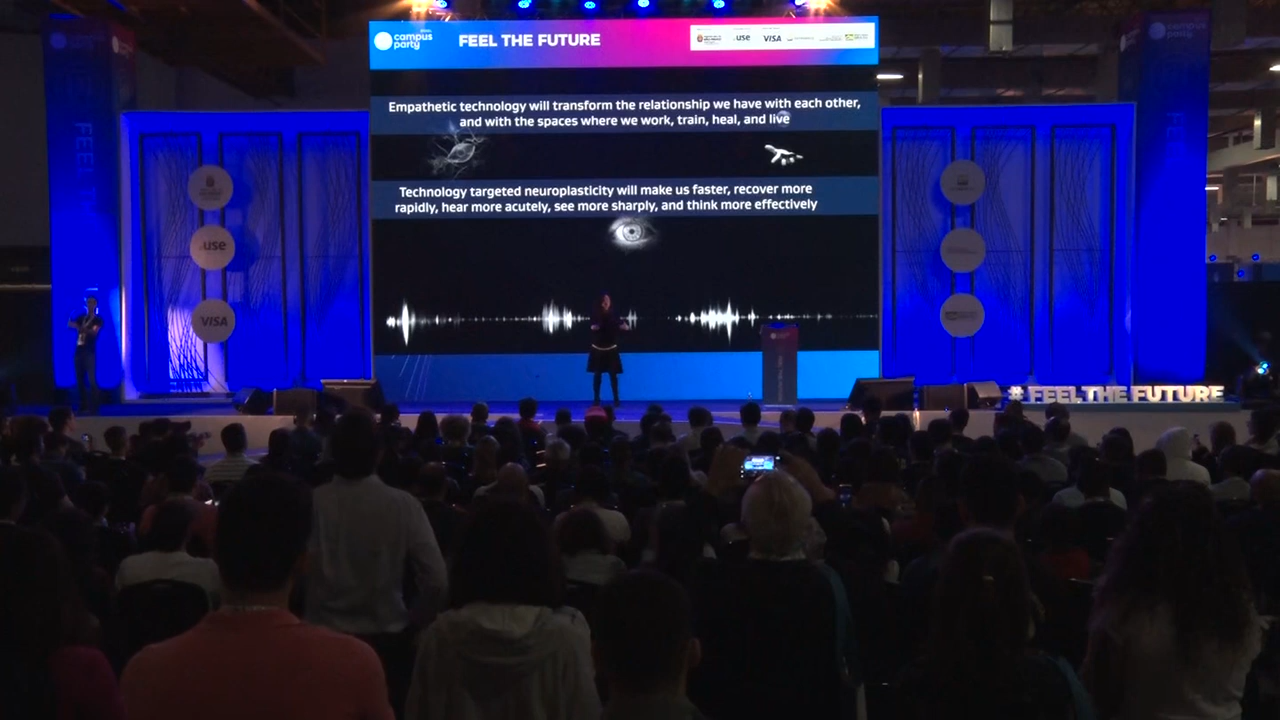 campus
party
FEEL THE FUTURE
use
VISA
campus
party
Empathetic technology will transform the relationship we have with each other,
and with the spaces where we work, train, heal, and live
Technology targeted neuroplasticity will make us faster, recover more
rapidly, hear more acutely, see more sharply, and think more effectively
FEEL
use
VISA
# FEEL THE FUTURE